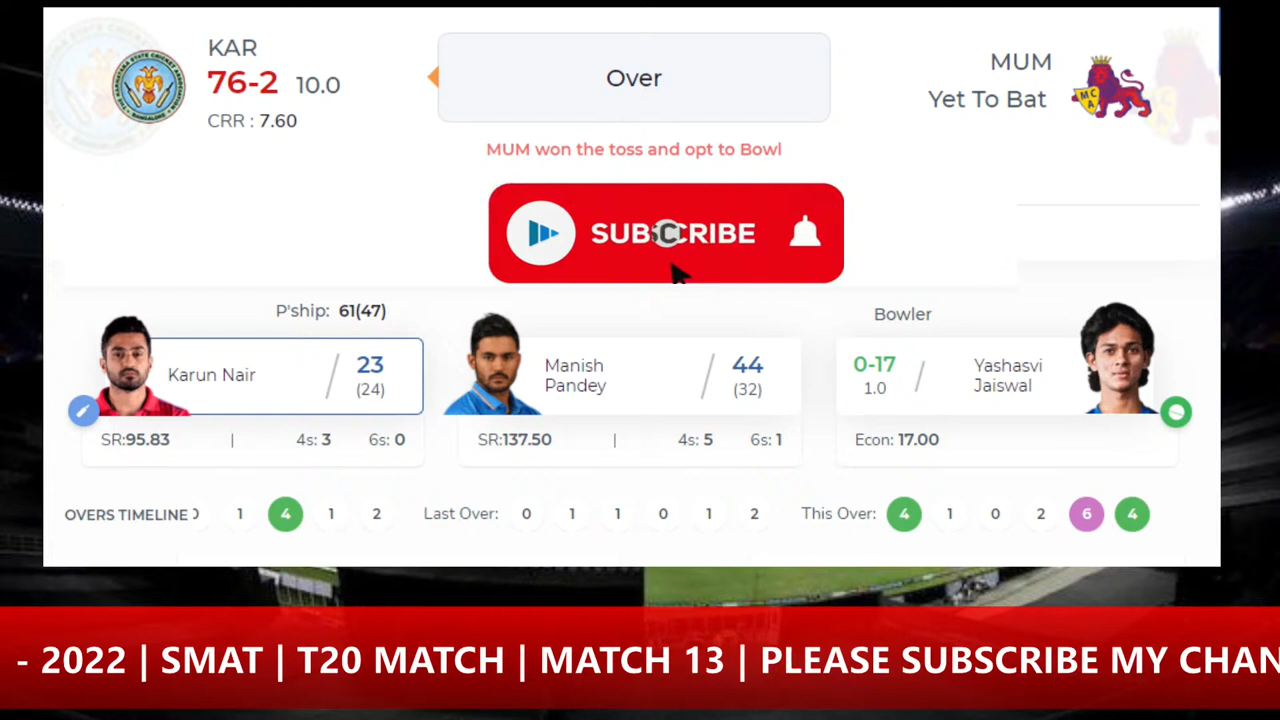 KAR
76-2 10.0
CRR : 7.60
Over
MUM won the toss and opt to Bowl
MUM
Yet To Bat
MCA
SUBSCRIBE
P'ship: 61(47)
Karun Nair / 23
(24)
SR:95.83 | 4s: 3 6s: 0
Manish
Pandey / 44
(32)
SR:137.50 | 4s: 5 6s: 1
Bowler
0-17 / Yashasvi
1.0 Jaiswal
Econ: 17.00
OVERS TIMELINE 1 4 1 2 Last Over: 0 1 1 0 1 2 This Over: 4 1 0 2 6 4
- 2022 | SMAT | T20 MATCH | MATCH 13 | PLEASE SUBSCRIBE MY CHAN